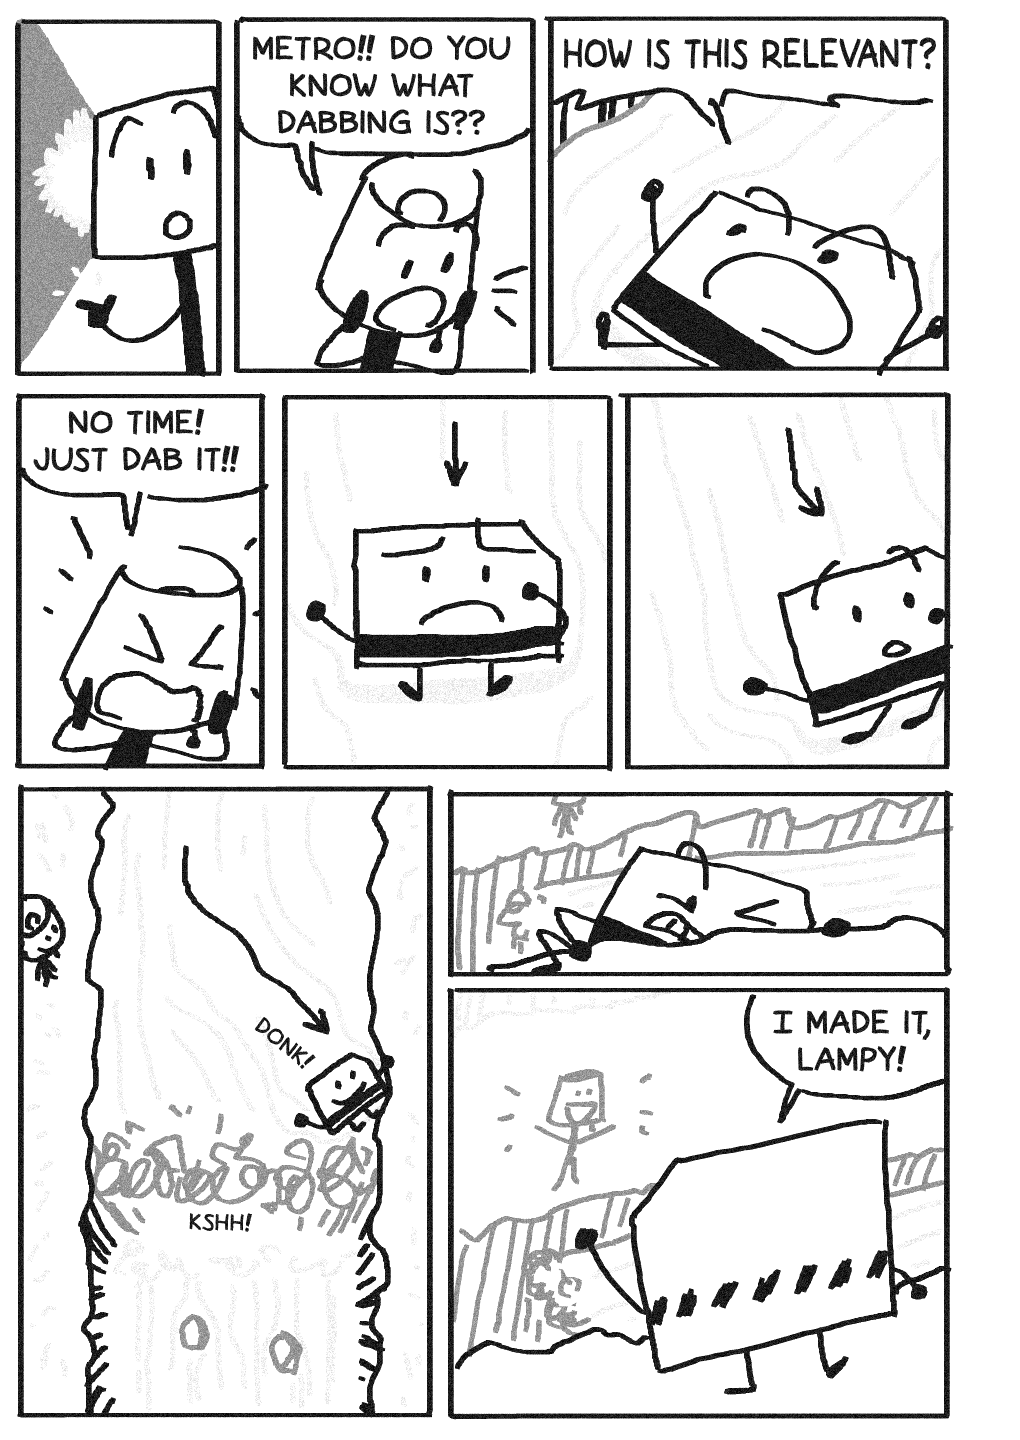 METRO!! DO YOU
KNOW WHAT
DABBING IS??
HOW IS THIS RELEVANT?
NO TIME!
JUST DAB IT!!
DONK!
KSHH!
I MADE IT,
LAMPY!